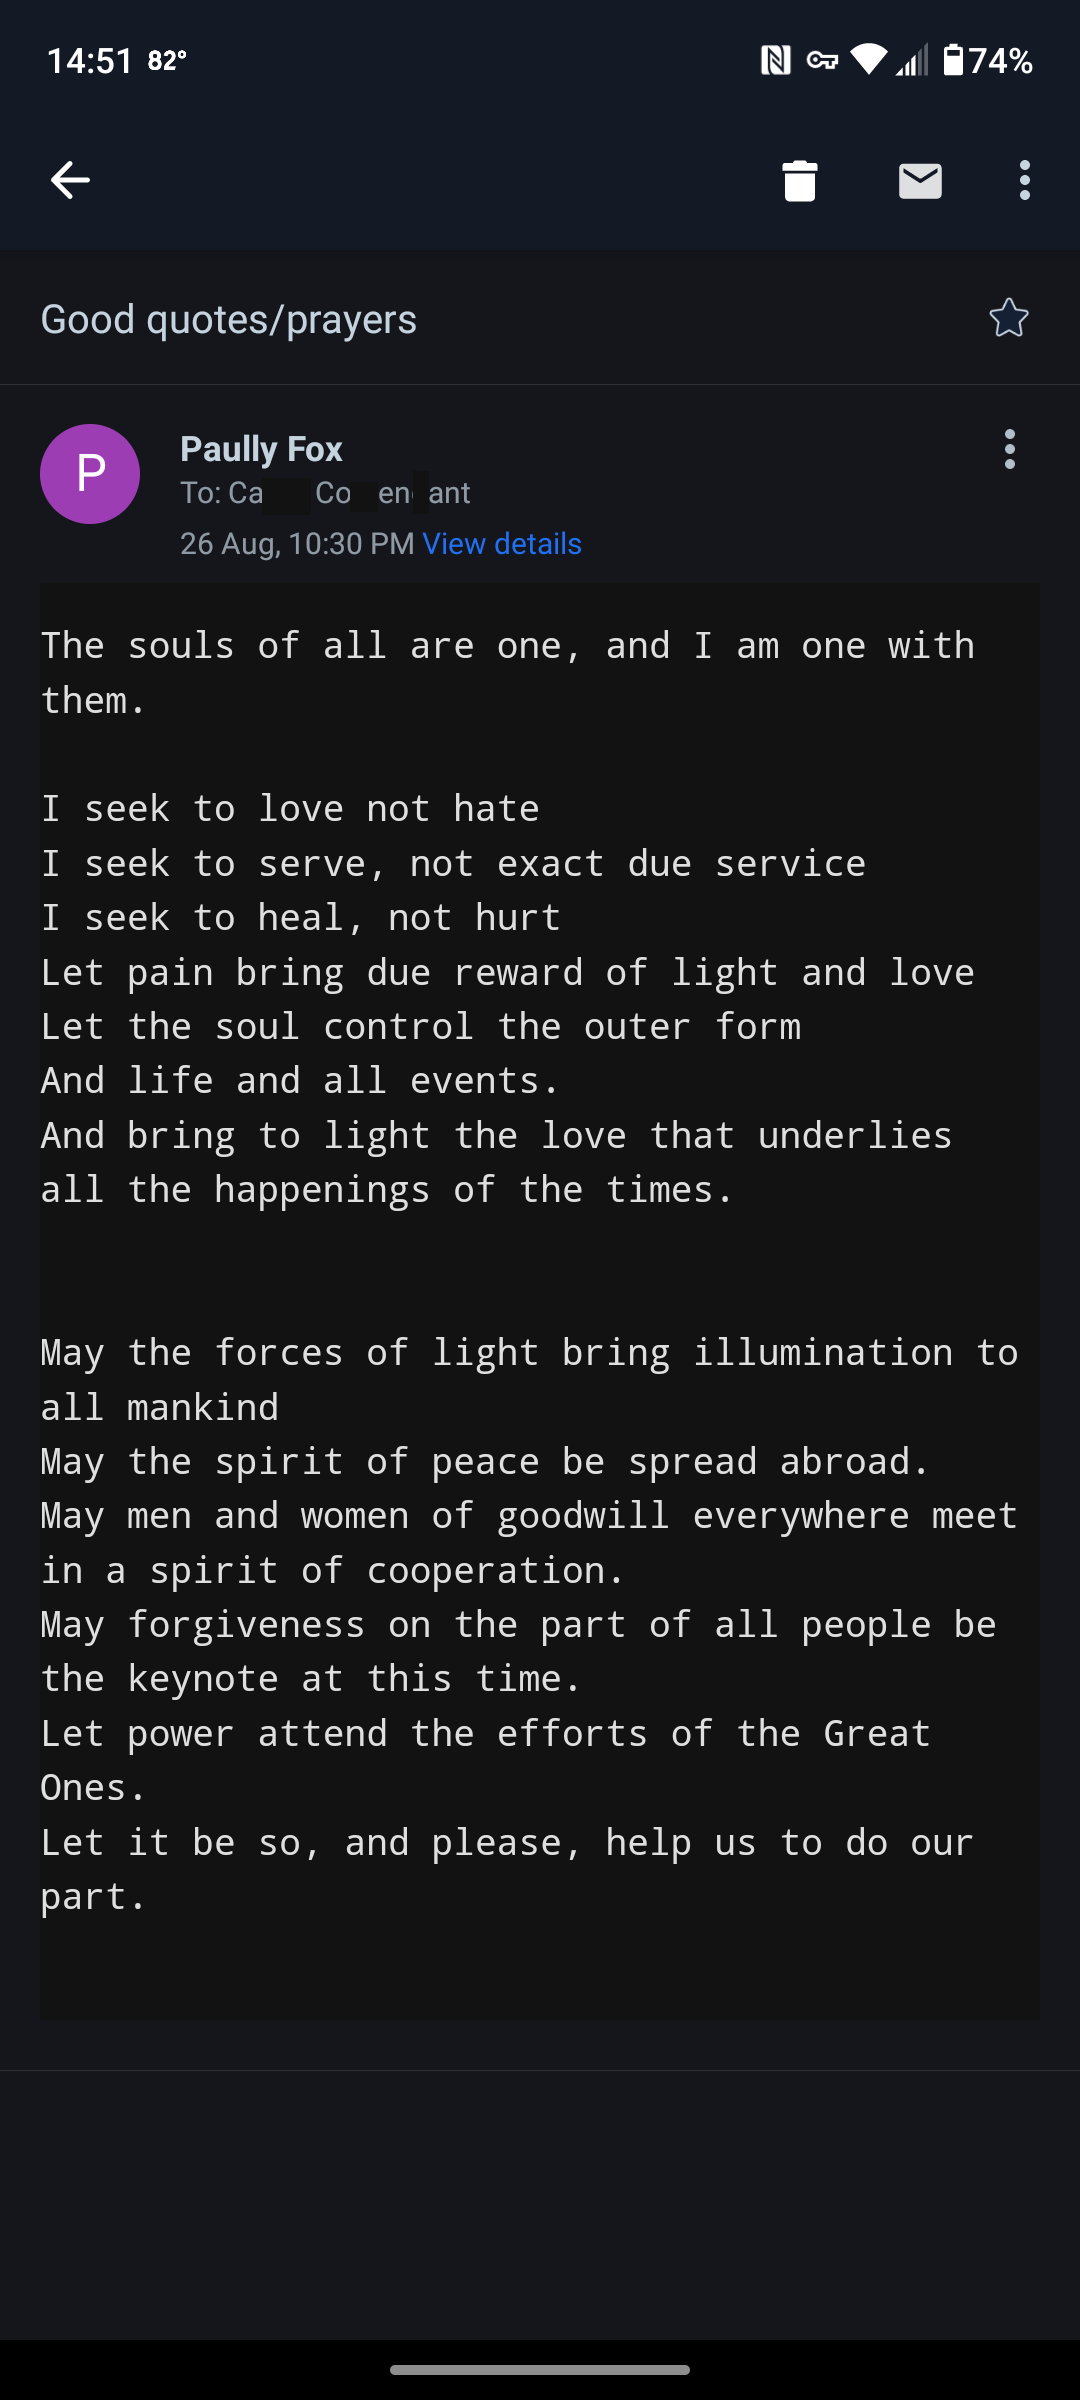 14:51 82°
74%
Good quotes/prayers
P
Paully Fox
To: Ca Co en ant
26 Aug, 10:30 PM View details
The souls of all are one, and I am one with
them.
I seek to love not hate
I seek to serve, not exact due service
I seek to heal, not hurt
Let pain bring due reward of light and love
Let the soul control the outer form
And life and all events.
And bring to light the love that underlies
all the happenings of the times.
May the forces of light bring illumination to
all mankind
May the spirit of peace be spread abroad.
May men and women of goodwill everywhere meet
in a spirit of cooperation.
May forgiveness on the part of all people be
the keynote at this time.
Let power attend the efforts of the Great
Ones.
Let it be so, and please, help us to do our
part.